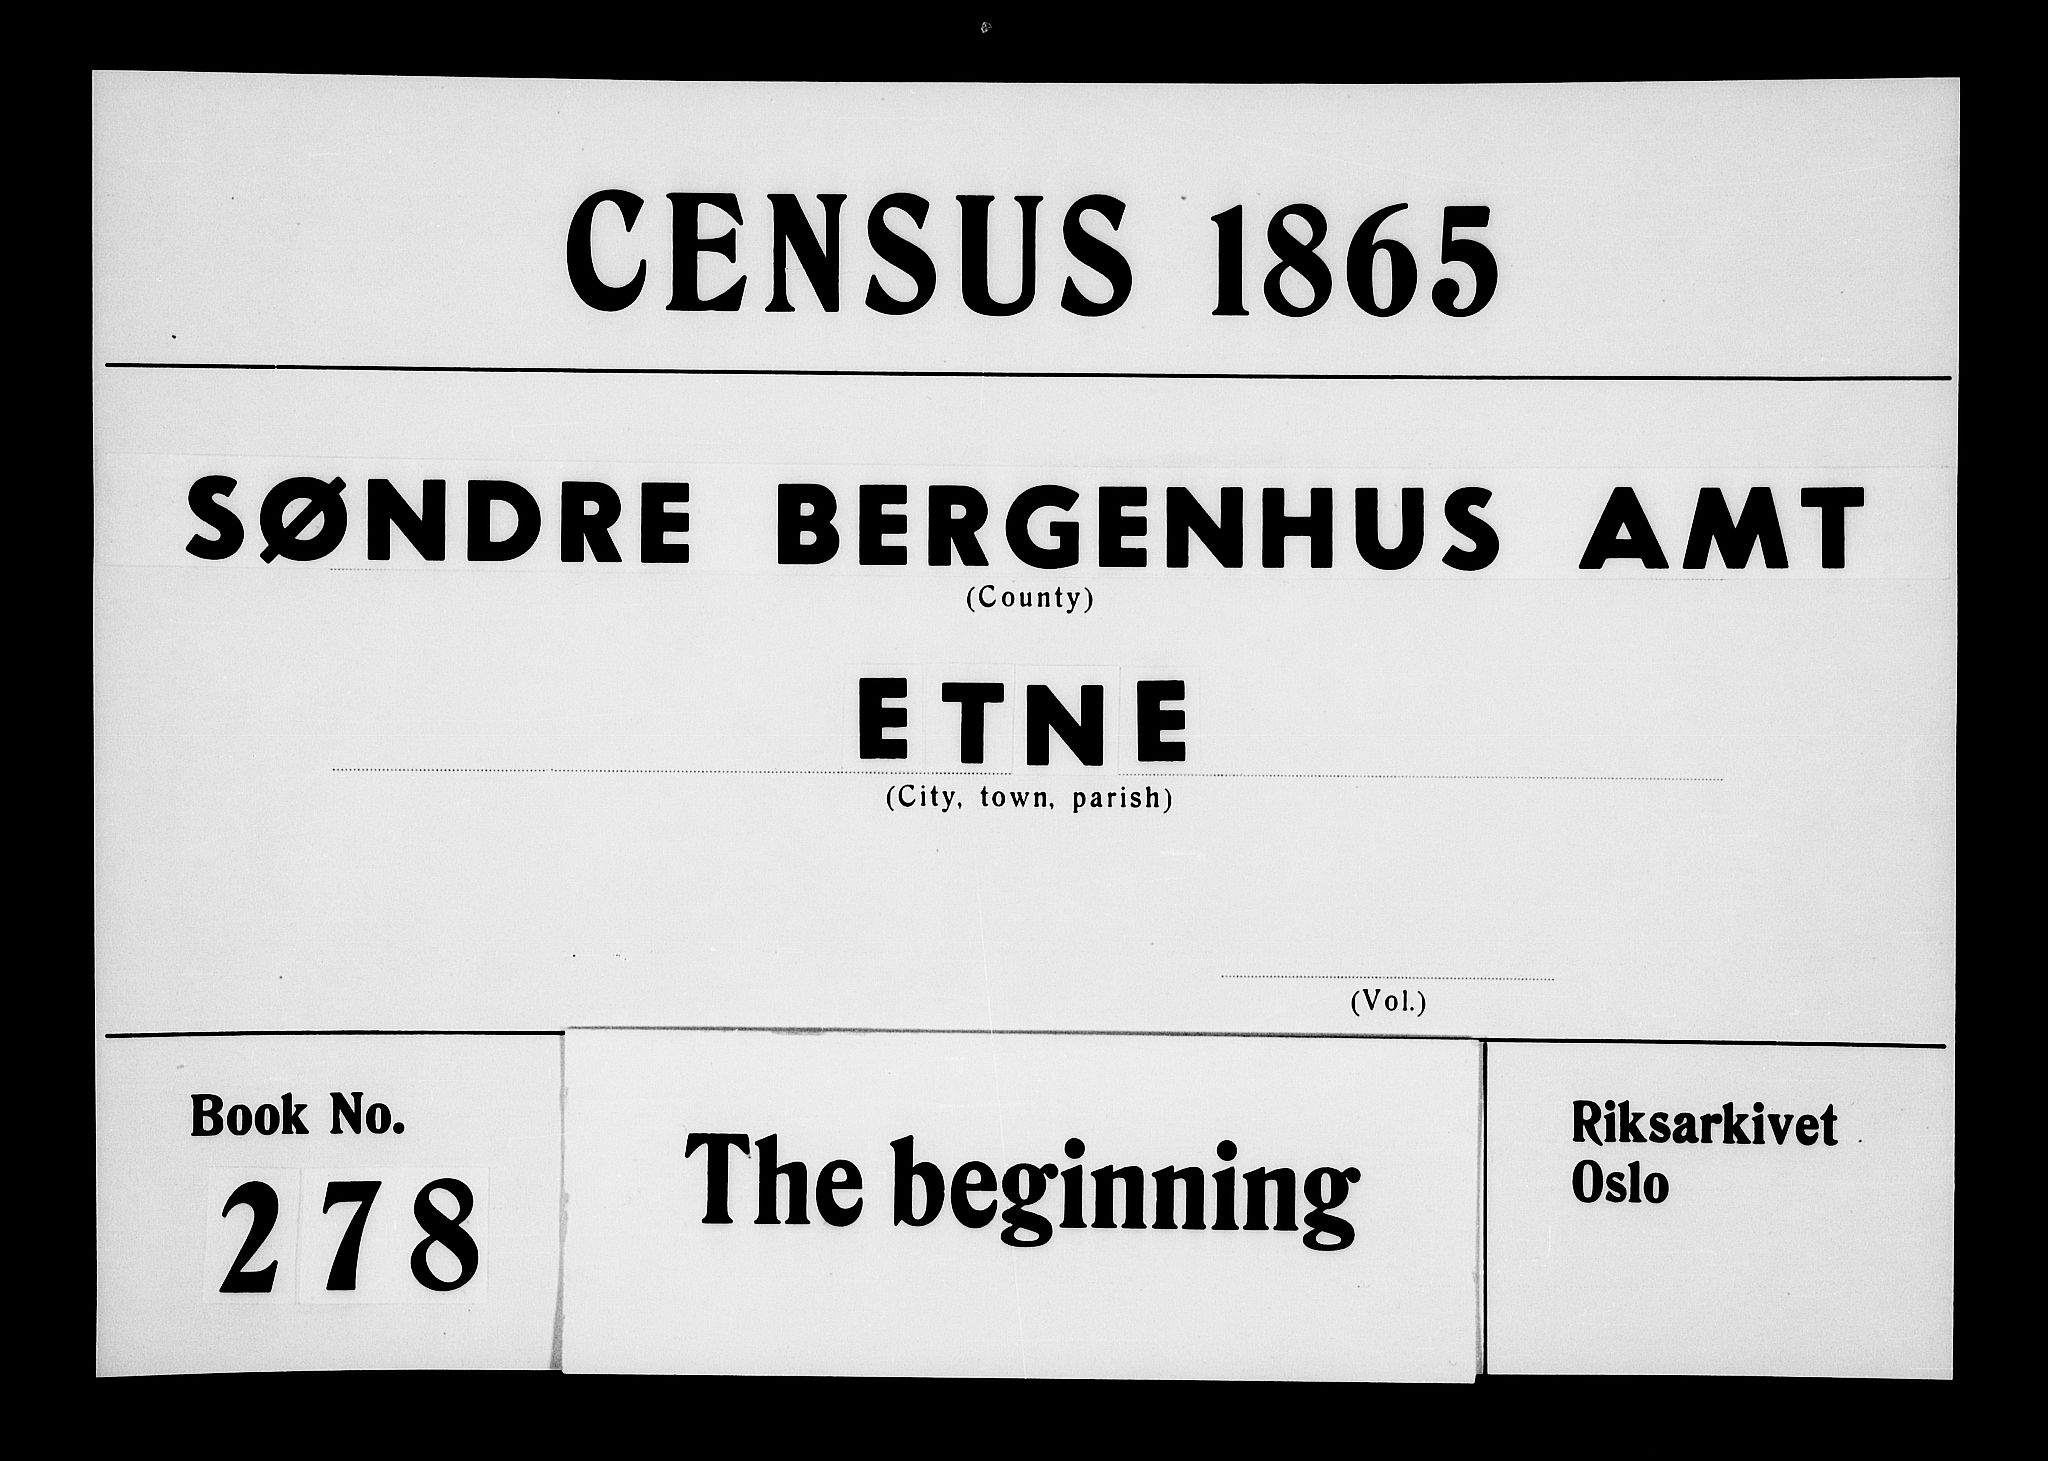 CENSUS 1865
SØNDRE BERGENHUS AMT
(County)
ETNE
(City, town, parish)
(Vol.)
Book No.
278
The beginning
Riksarkivet
Oslo